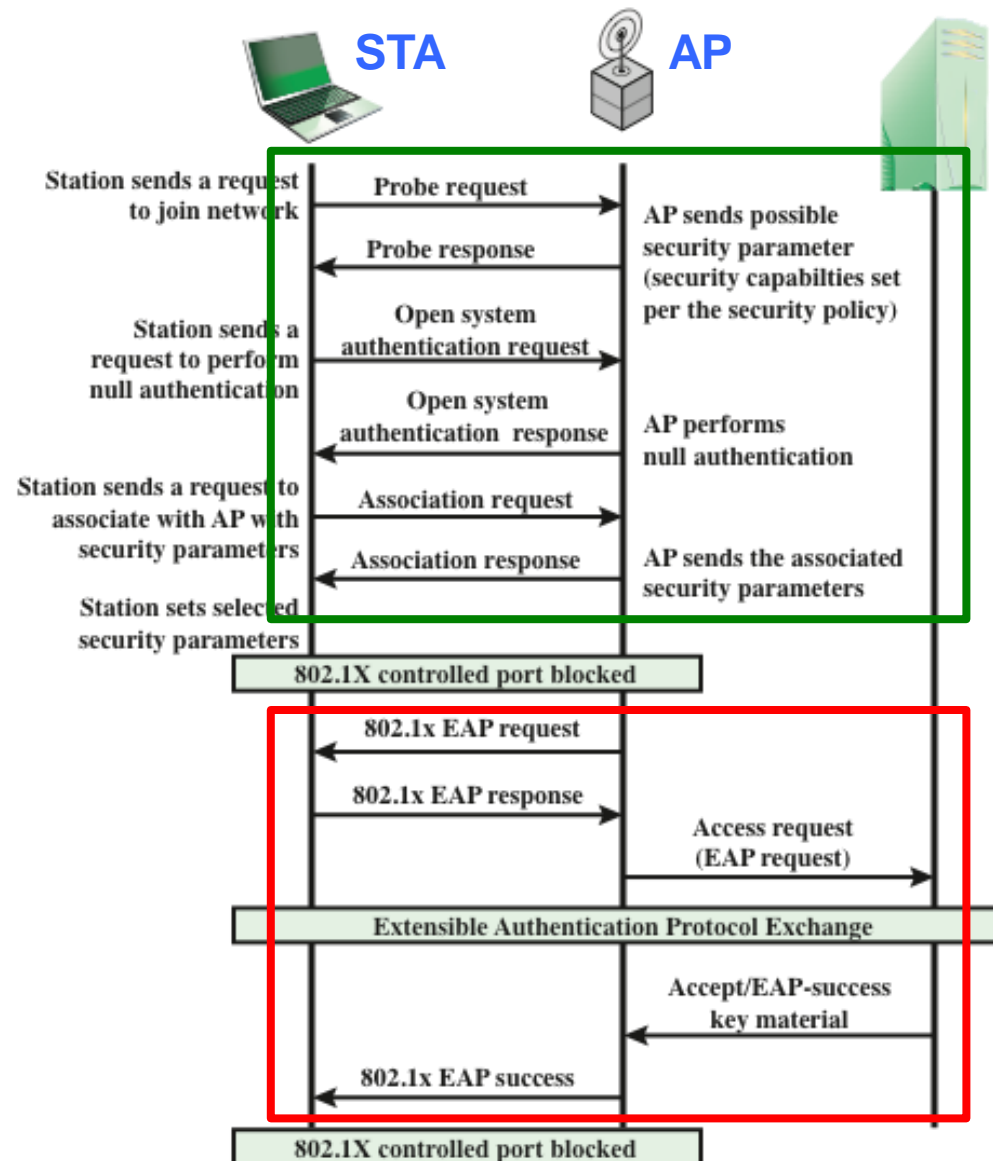 STA
AP
Station sends a request
to join network
Probe request
AP sends possible
security parameter
(security capabilties set
per the security policy)
Probe response
Station sends a
request to perform
null authentication
Open system
authentication request
Open system
authentication response
AP performs
null authentication
Station sends a request to
associate with AP with
security parameters
Association request
Association response
AP sends the associated
security parameters
Station sets selected
security parameters
802.1X controlled port blocked
802.1x EAP request
802.1x EAP response
Access request
(EAP request)
Extensible Authentication Protocol Exchange
Accept/EAP-success
key material
802.1x EAP success
802.1X controlled port blocked